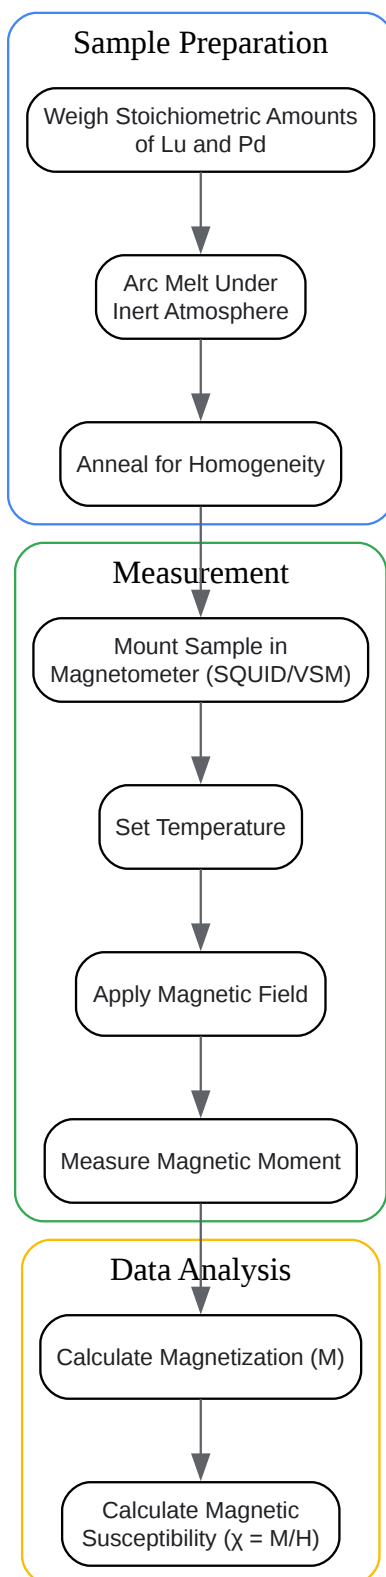 Sample Preparation
Weigh Stoichiometric Amounts
of Lu and Pd
Arc Melt Under
Inert Atmosphere
Anneal for Homogeneity
Measurement
Mount Sample in
Magnetometer (SQUID/VSM)
Set Temperature
Apply Magnetic Field
Measure Magnetic Moment
Data Analysis
Calculate Magnetization (M)
Calculate Magnetic
Susceptibility (χ = M/H)